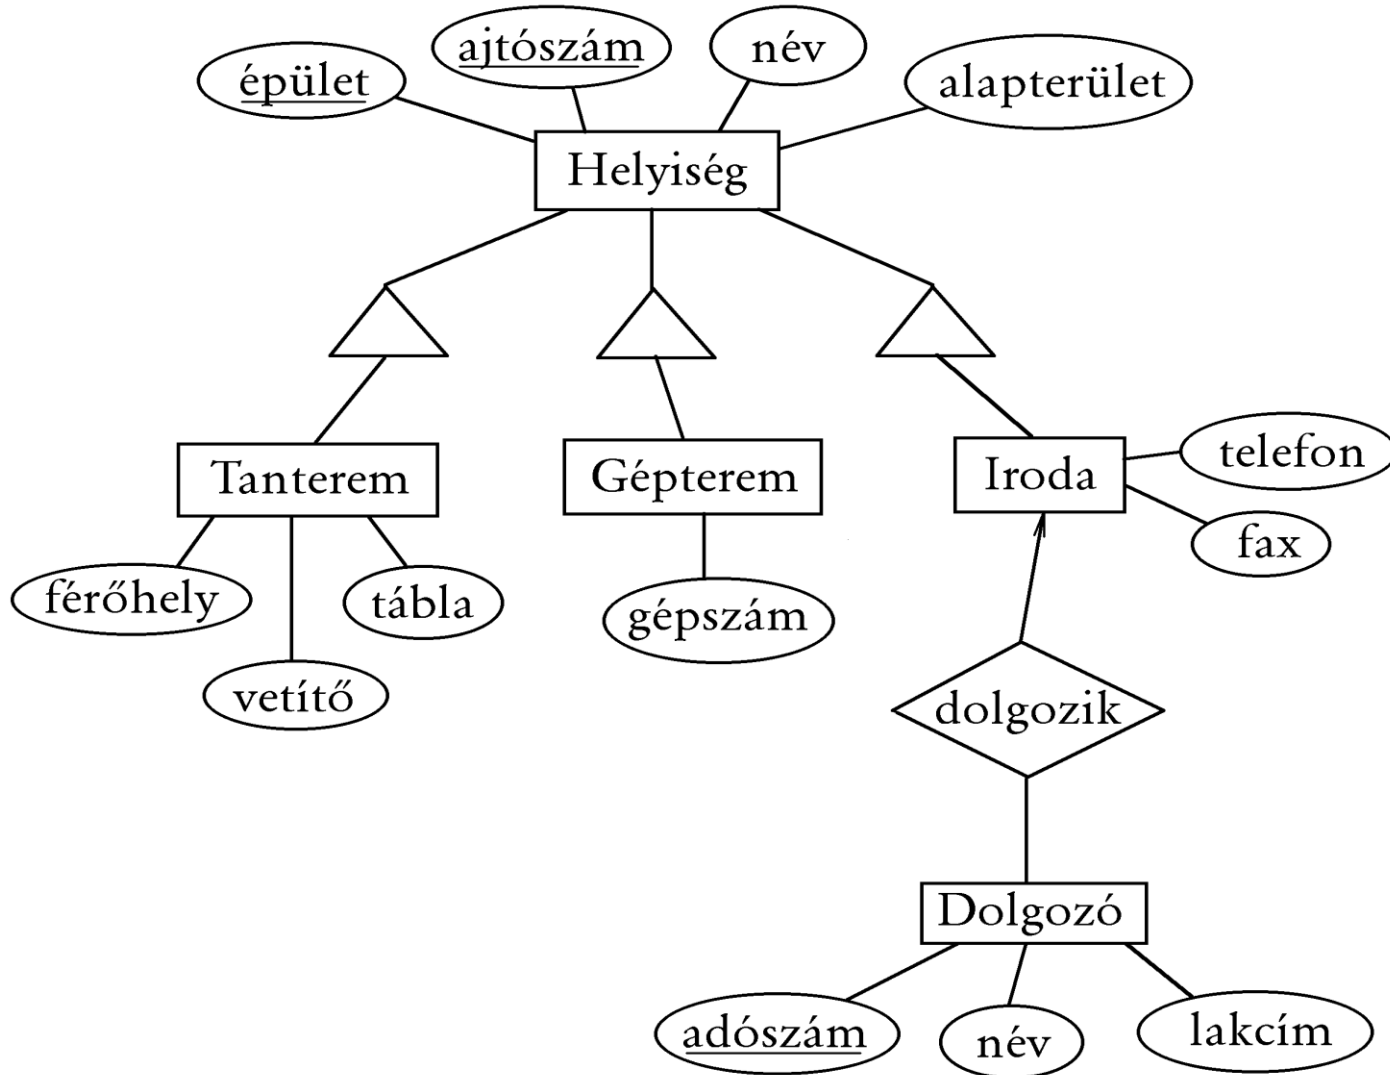 épület
ajtószám
név
alapterület
Helyiség
Tanterem
Gépterem
Iroda
telefon
fax
férőhely
vetítő
tábla
gépszám
dolgozik
Dolgozó
adószám
név
lakcím